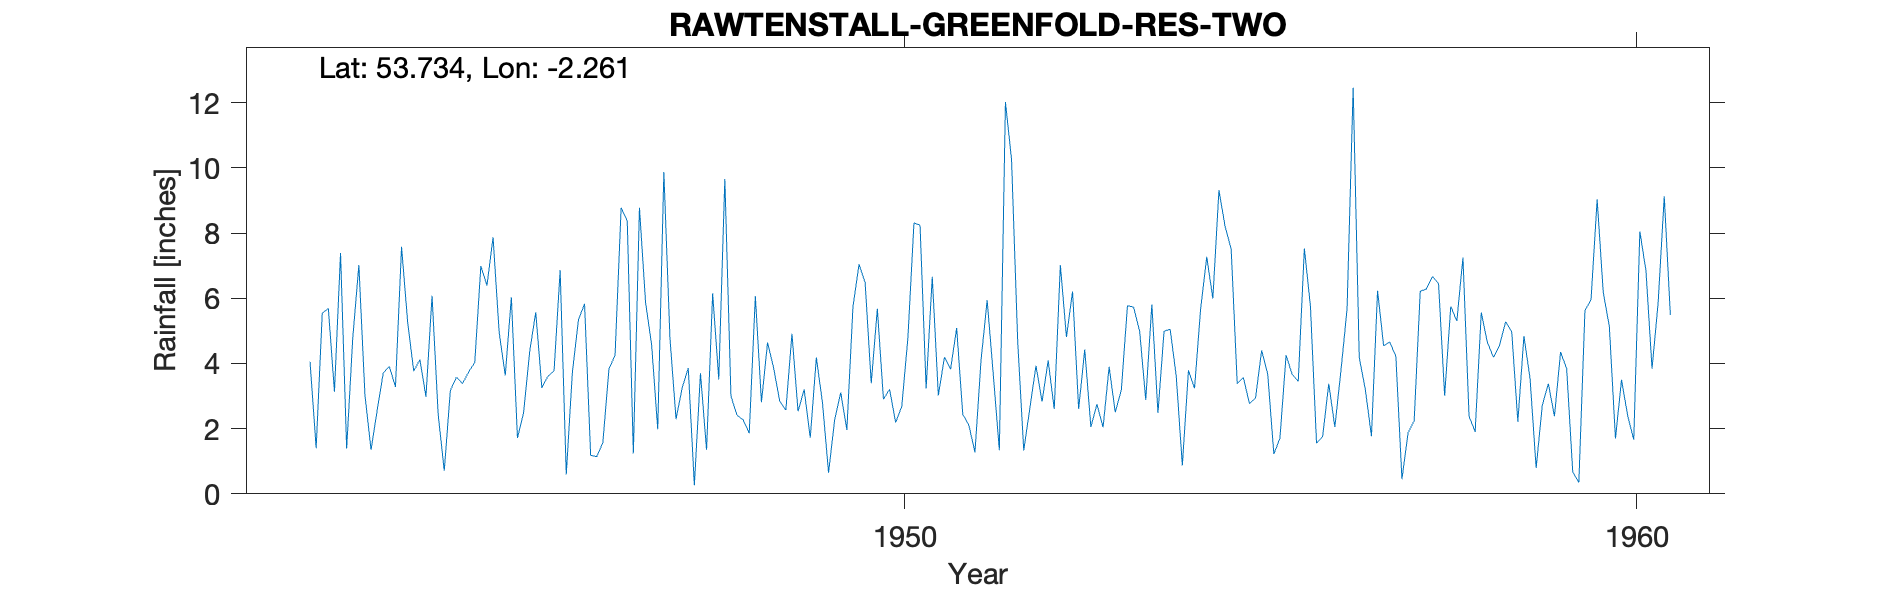 RAWTENSTALL-GREENFOLD-RES-TWO
Lat: 53.734, Lon: -2.261
12
10
8
6
4
2
0
Rainfall [inches]
1950
1960
Year